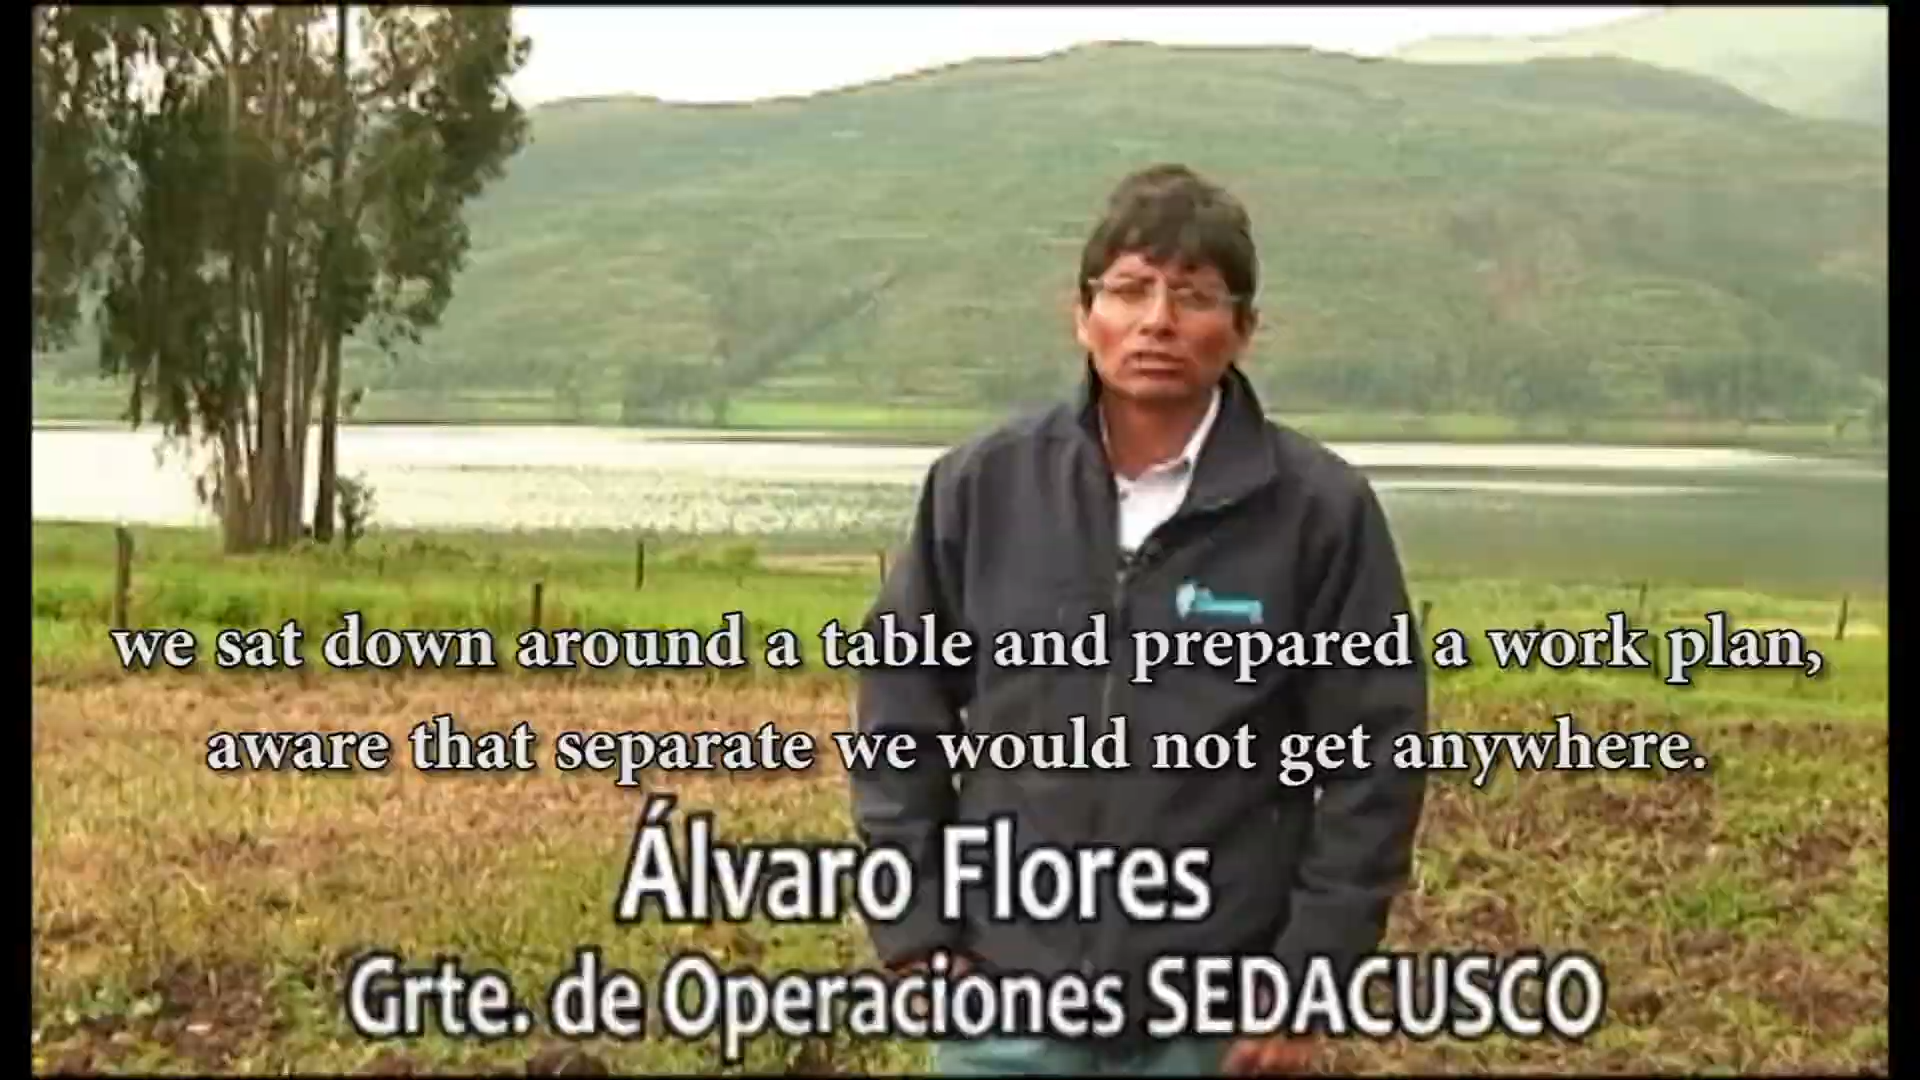 we sat down around a table and prepared a work plan,
aware that separate we would not get anywhere.
Álvaro Flores
Grte. de Operaciones SEDACUSCO